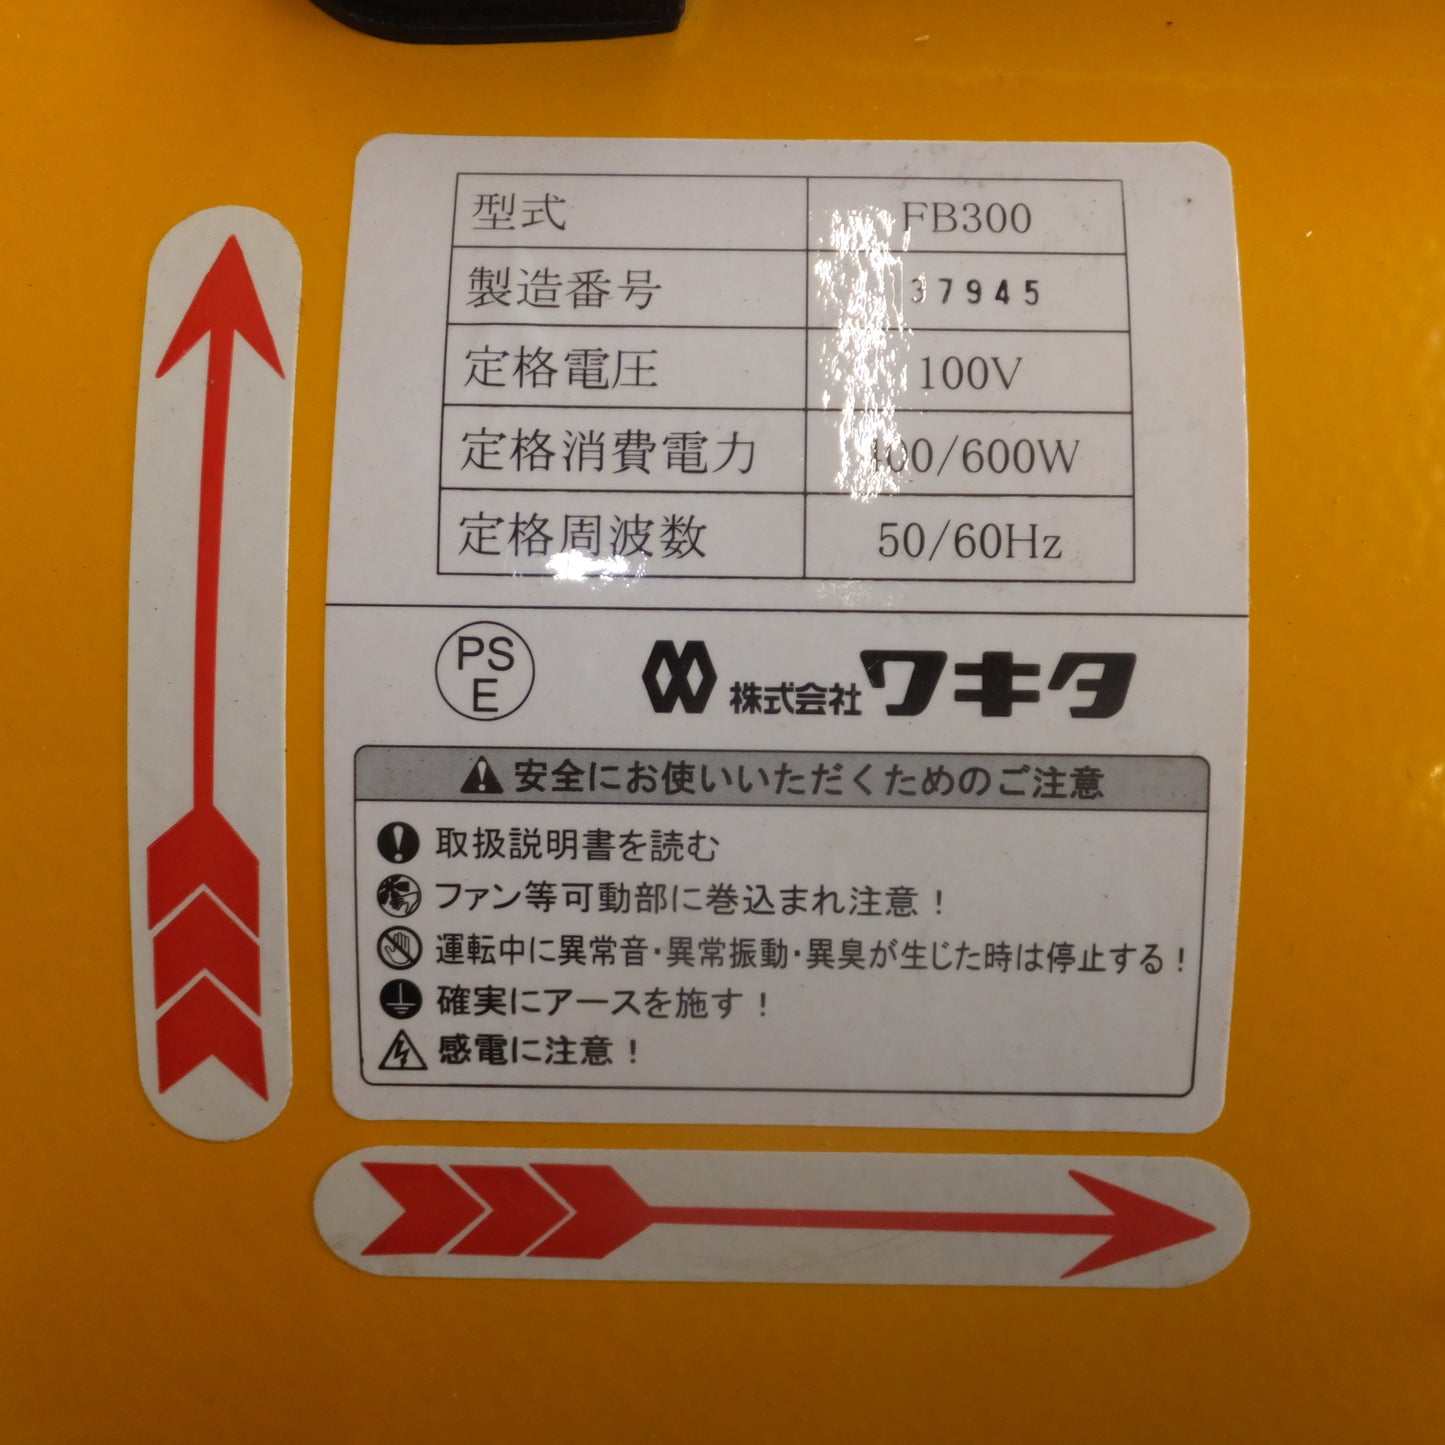 型式 FB300
製造番号 37945
定格電圧 100V
定格消費電力 400/600W
定格周波数 50/60Hz
PS
E
株式会社ワキタ
安全にお使いいただくためのご注意
取扱説明書を読む
ファン等可動部に巻込まれ注意！
運転中に異常音・異常振動・異臭が生じた時は停止する！
確実にアースを施す！
感電に注意！